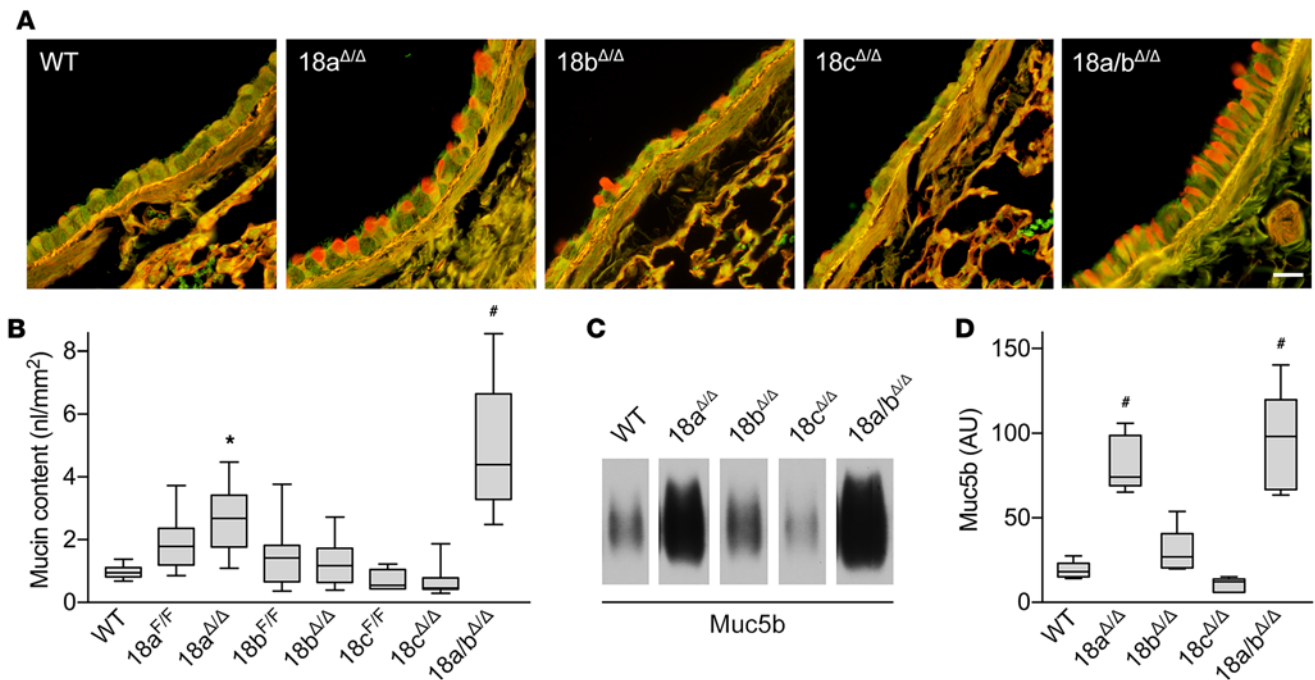 A
WT
18aΔ/Δ
18bΔ/Δ
18cΔ/Δ
18a/bΔ/Δ
B
Mucin content (nl/mm²)
8
6
4
2
0
*
#
WT
18aF/F
18aΔ/Δ
18bF/F
18bΔ/Δ
18cF/F
18cΔ/Δ
18a/bΔ/Δ
C
WT
18aΔ/Δ
18bΔ/Δ
18cΔ/Δ
18a/bΔ/Δ
Muc5b
D
Muc5b (AU)
150
100
50
0
#
#
WT
18aΔ/Δ
18bΔ/Δ
18cΔ/Δ
18a/bΔ/Δ